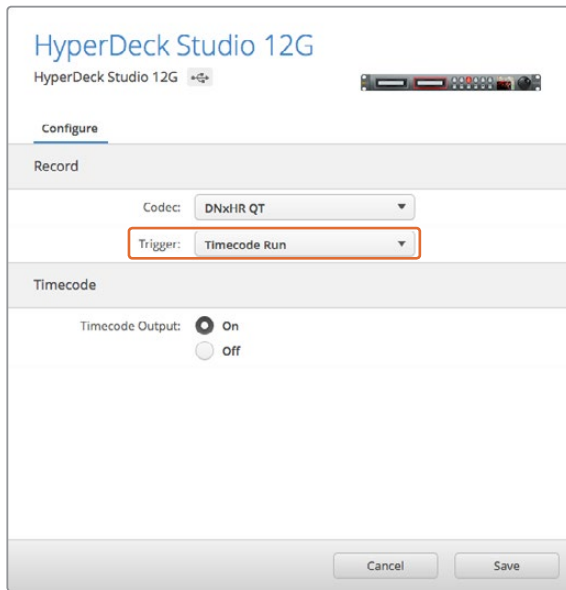 HyperDeck Studio 12G
HyperDeck Studio 12G
Configure
Record
Codec: DNxHR QT
Trigger: Timecode Run
Timecode
Timecode Output: On
Off
Cancel Save